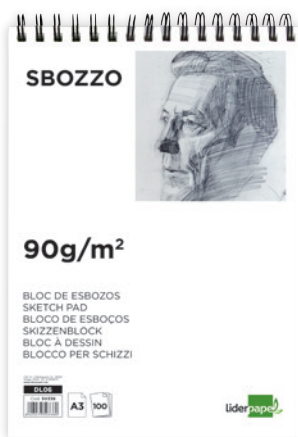 SBOZZO
90g/m²
BLOC DE ESBOZOS
SKETCH PAD
BLOCO DE ESBOÇOS
SKIZZENBLOCK
BLOC À DESSIN
BLOCCO PER SCHIZZI
DL06
A3
100
liderpapel